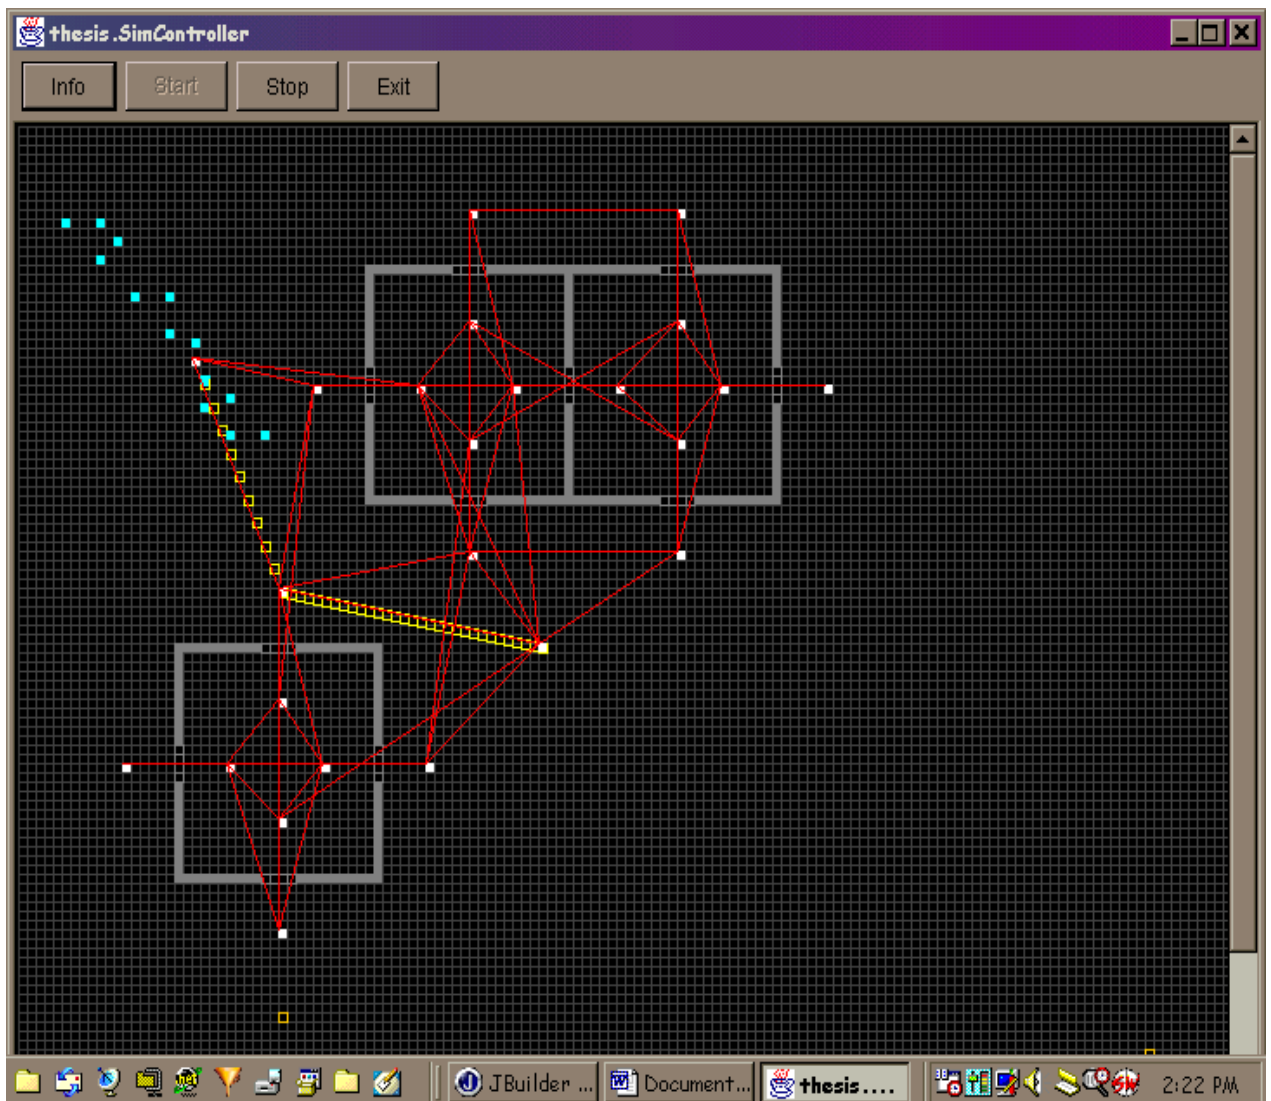 thesis.SimController
Info Start Stop Exit
JBuilder ... Document... thesis.... 2:22 PM